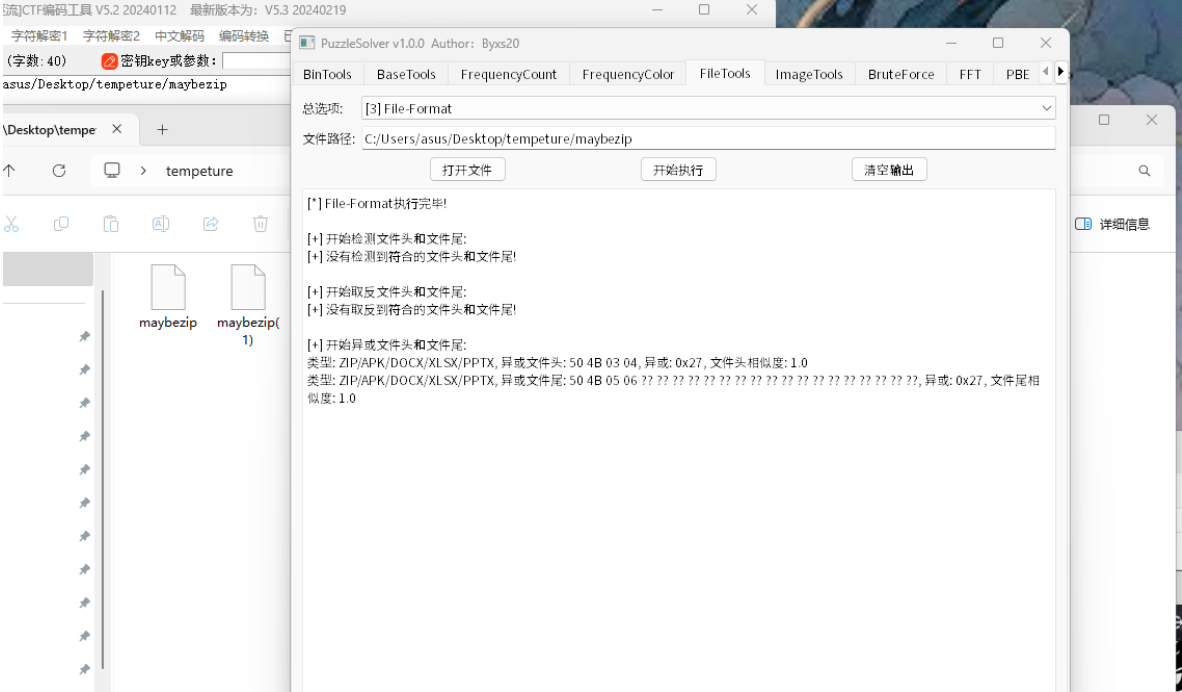 流]CTF编码工具 V5.2 20240112 最新版本为: V5.3 20240219
字符解密1 字符解密2 中文解码 编码转换
(字数: 40) 密钥key或参数:
asus/Desktop/tempeture/maybezip
\Desktop\tempe
tempeture
maybezip
maybezip(
1)
PuzzleSolver v1.0.0 Author: Byxs20
BinTools BaseTools FrequencyCount FrequencyColor FileTools ImageTools BruteForce FFT PBE
总选项: [3] File-Format
文件路径: C:/Users/asus/Desktop/tempeture/maybezip
打开文件 开始执行 清空输出
[*] File-Format执行完毕!
[+] 开始检测文件头和文件尾:
[+] 没有检测到符合的文件头和文件尾!
[+] 开始取反文件头和文件尾:
[+] 没有取反到符合的文件头和文件尾!
[+] 开始异或文件头和文件尾:
类型: ZIP/APK/DOCX/XLSX/PPTX, 异或文件头: 50 4B 03 04, 异或: 0x27, 文件头相似度: 1.0
类型: ZIP/APK/DOCX/XLSX/PPTX, 异或文件尾: 50 4B 05 06 ?? ?? ?? ?? ?? ?? ?? ?? ?? ?? ?? ?? ?? ?? ?? ?? ?? ??, 异或: 0x27, 文件尾相
似度: 1.0
详细信息